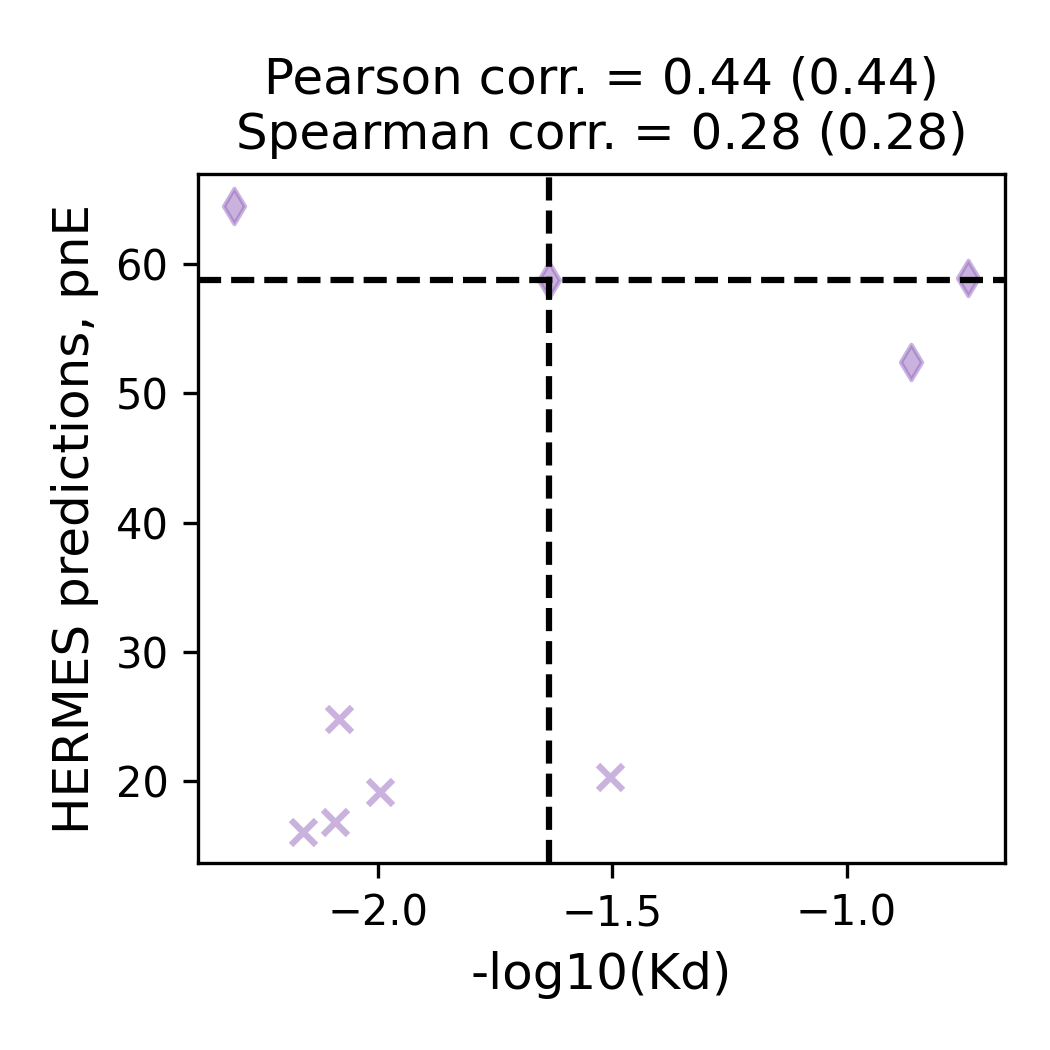 Pearson corr. = 0.44 (0.44)
Spearman corr. = 0.28 (0.28)
HERMES predictions, pnE
60
50
40
30
20
−2.0
−1.5
−1.0
-log10(Kd)